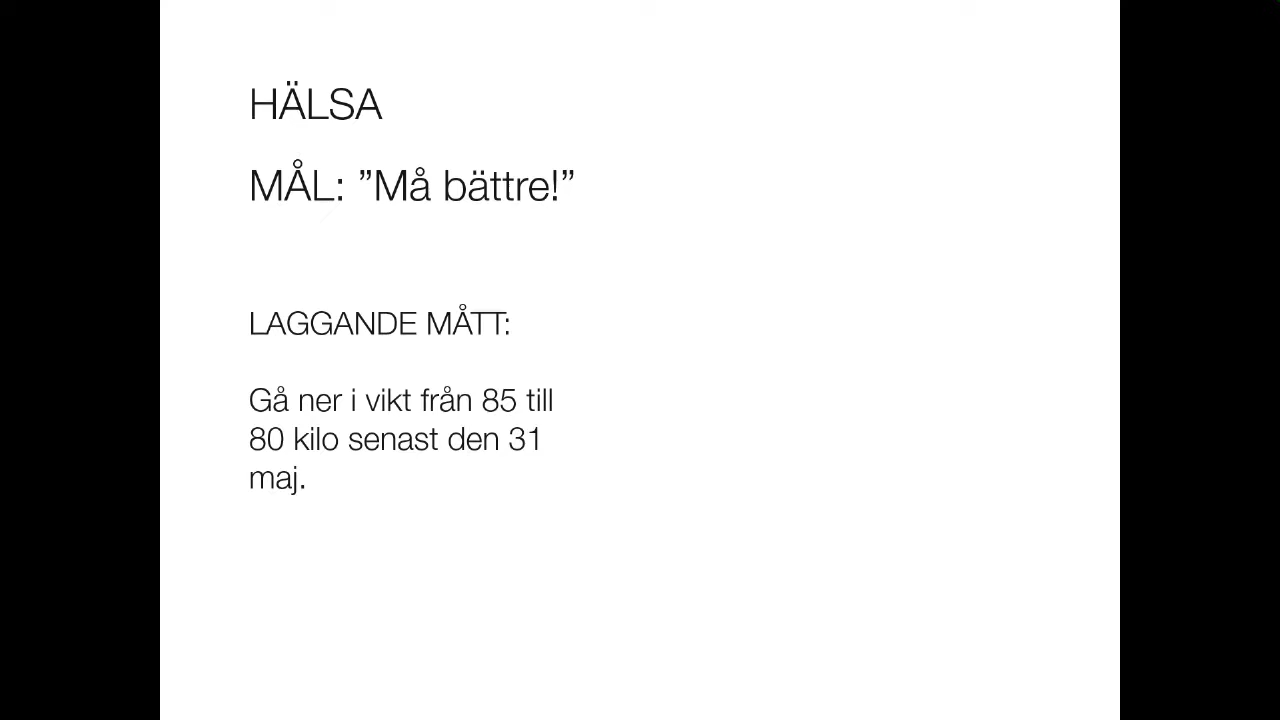 HÄLSA
MÅL: ”Må bättre!”
LAGGANDE MÅTT:
Gå ner i vikt från 85 till
80 kilo senast den 31
maj.